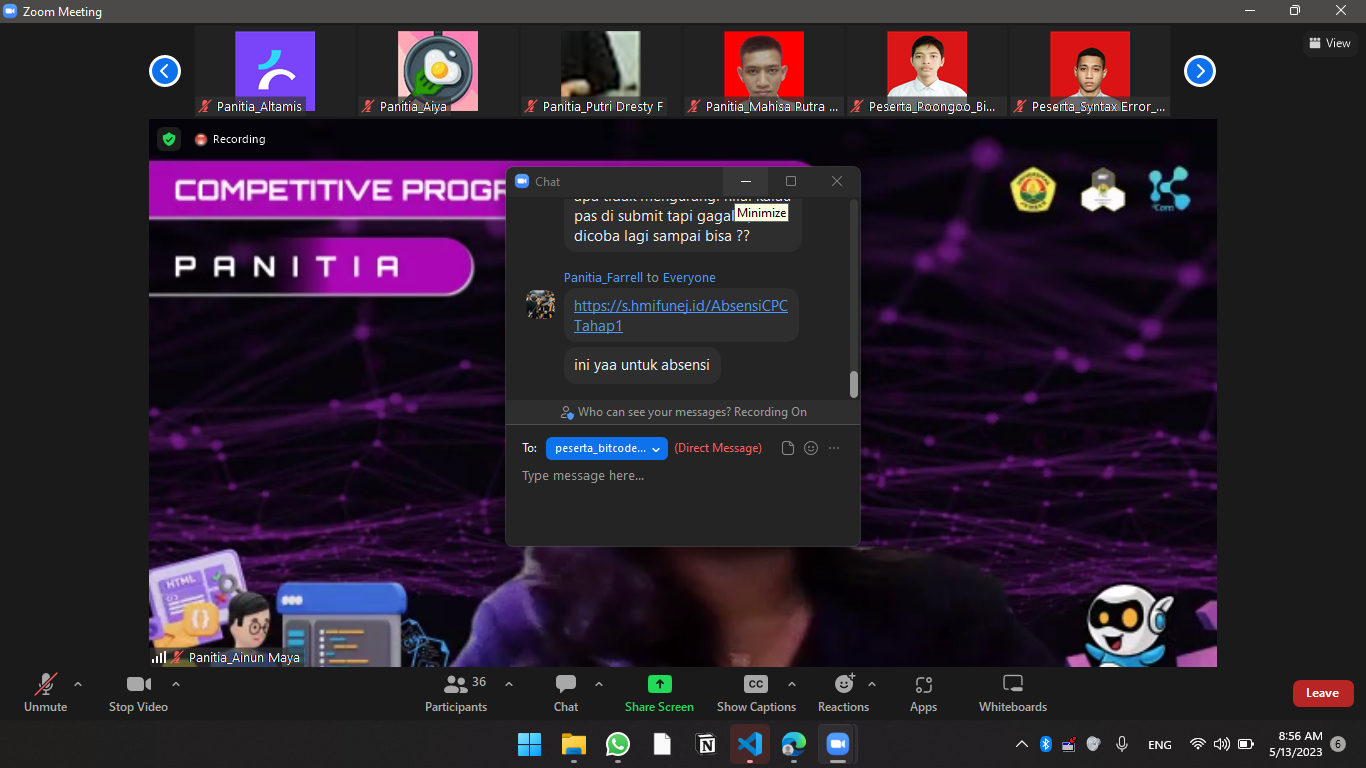 Zoom Meeting
View
Panitia_Altamis
Panitia_Aiya
Panitia_Putri Dresty F
Panitia_Mahisa Putra ...
Peserta_Poongoo_Bi...
Peserta_Syntax Error_...
Recording
COMPETITIVE PROGR
PANITIA
Chat
Minimize
pas di submit tapi gagal
dicoba lagi sampai bisa ??
Panitia_Farrell to Everyone
https://s.hmifunej.id/AbsensiCPC
Tahap1
ini yaa untuk absensi
Who can see your messages? Recording On
To: peserta_bitcode... (Direct Message)
Type message here...
HTML
Panitia_Ainun Maya
Unmute
Stop Video
36
Participants
Chat
Share Screen
CC
Show Captions
Reactions
Apps
Whiteboards
Leave
ENG
8:56 AM
5/13/2023
6